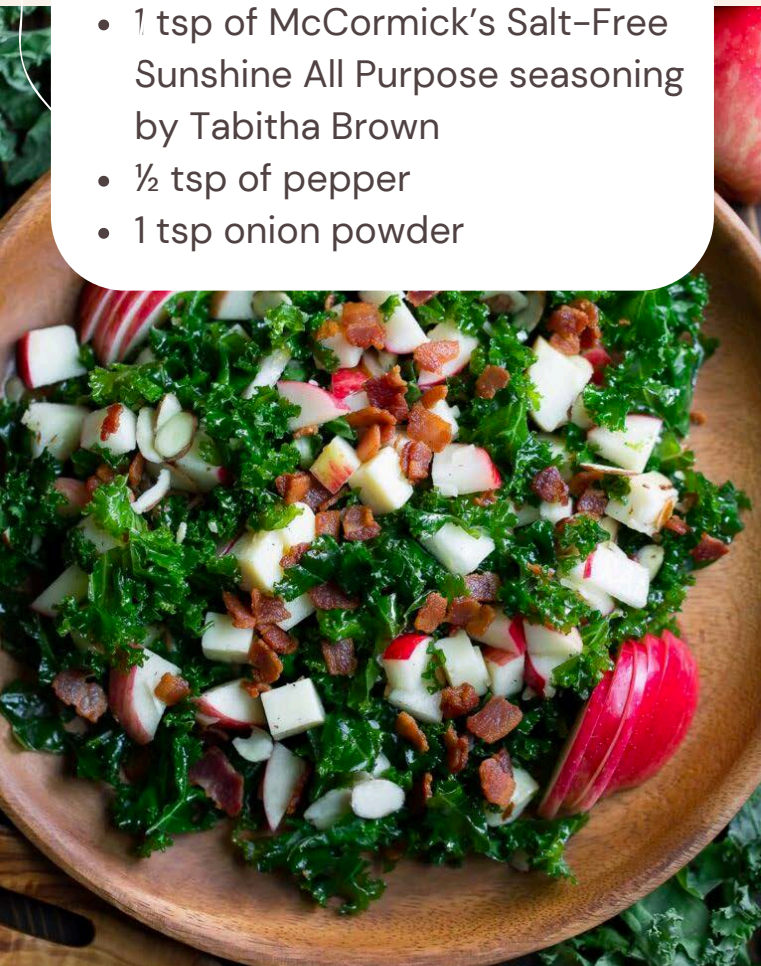 • 1 tsp of McCormick's Salt-Free
Sunshine All Purpose seasoning
by Tabitha Brown
• ½ tsp of pepper
• 1 tsp onion powder